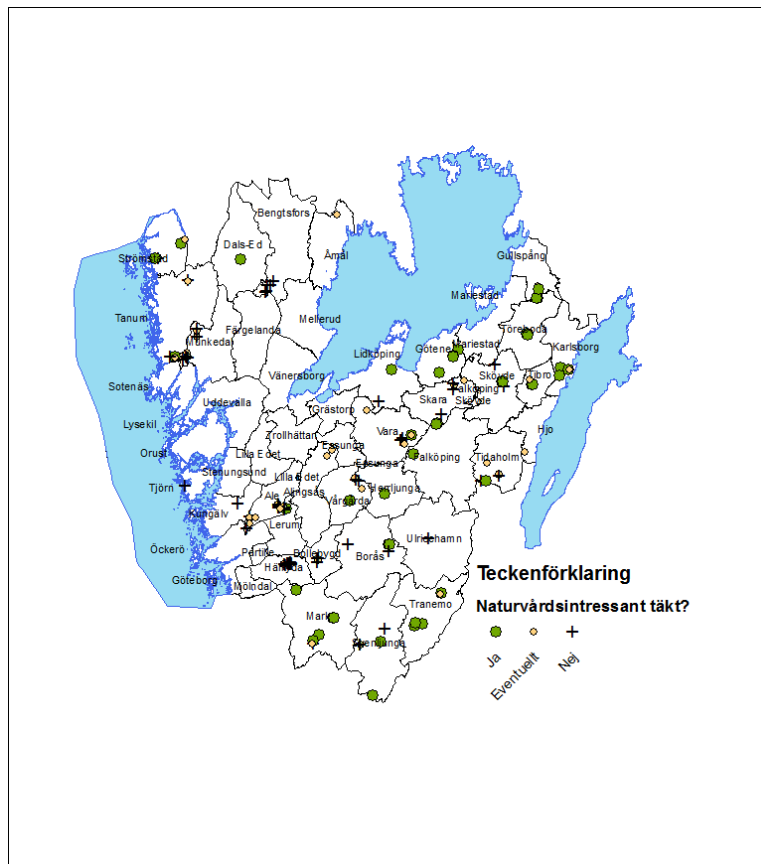 Bengtsfors
Dals-Ed
Åmål
Strömstad
Gullspång
Mariestad
Tanum
Färgelanda
Mellerud
Töreboda
Munkedal
Götene
Mariestad
Karlsborg
Lidköping
Vänersborg
Skövde
Tibro
Sotenäs
Falköping
Uddevalla
Skara
Skövde
Grästorp
Lysekil
Trollhättan
Vara
Hjo
Essunga
Orust
Lilla Edet
Falköping
Tidaholm
Essunga
Stenungsund
Lilla Edet
Tjörn
Alingsås
Herrljunga
Ale
Vårgårda
Kungälv
Lerum
Ulricehamn
Öckerö
Partille
Bollebygd
Borås
Härryda
Göteborg
Mölndal
Teckenförklaring
Tranemo
Naturvårdsintressant täkt?
Mark
Svenljunga
Ja
Eventuellt
Nej